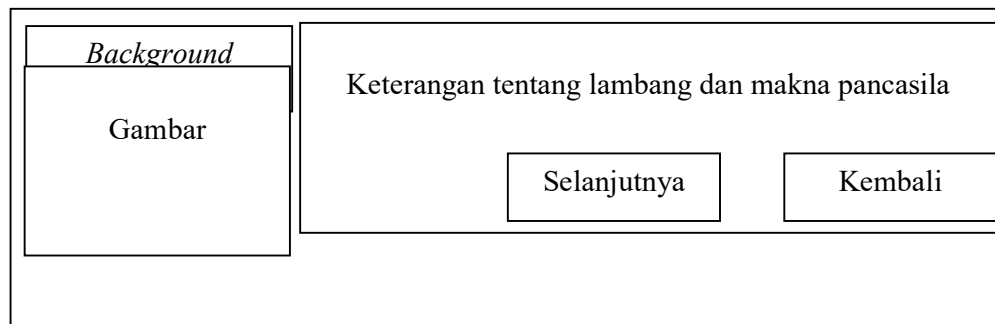 Background
Keterangan tentang lambang dan makna pancasila
Gambar
Selanjutnya
Kembali